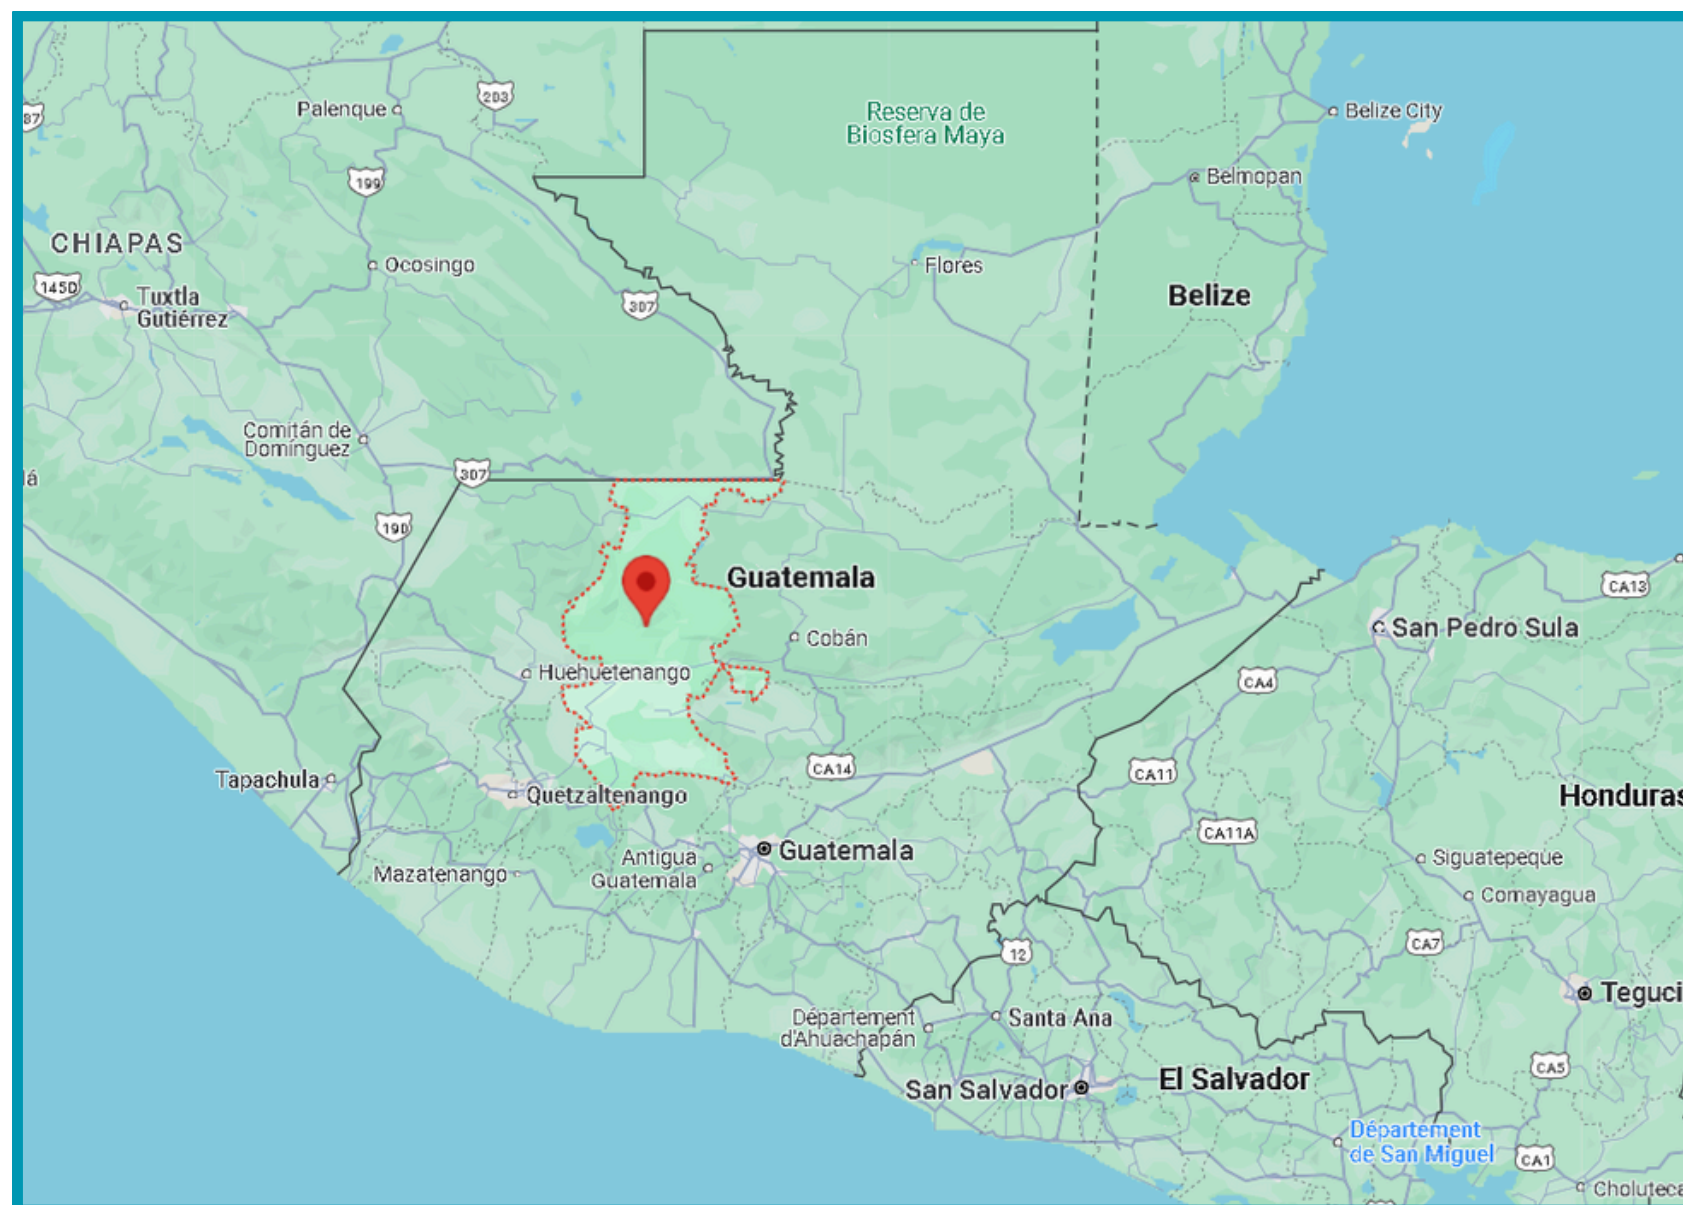 203
87
Palenque
Reserva de
Biosfera Maya
Belize City
199
Belmopan
CHIAPAS
Ocosingo
Flores
145D
Tuxtla
Gutiérrez
307
Belize
Comitán de
Domínguez
307
lá
190
Guatemala
CA13
San Pedro Sula
Cobán
Huehuetenango
CA4
CA14
CA11
Tapachula
Quetzaltenango
Honduras
CA11A
Guatemala
Antigua
Guatemala
Siguatepeque
Mazatenango
Comayagua
CA7
12
Teguci
Département
d'Ahuachapán
Santa Ana
CA5
San Salvador
El Salvador
Département
de San Miguel
CA1
Choluteca